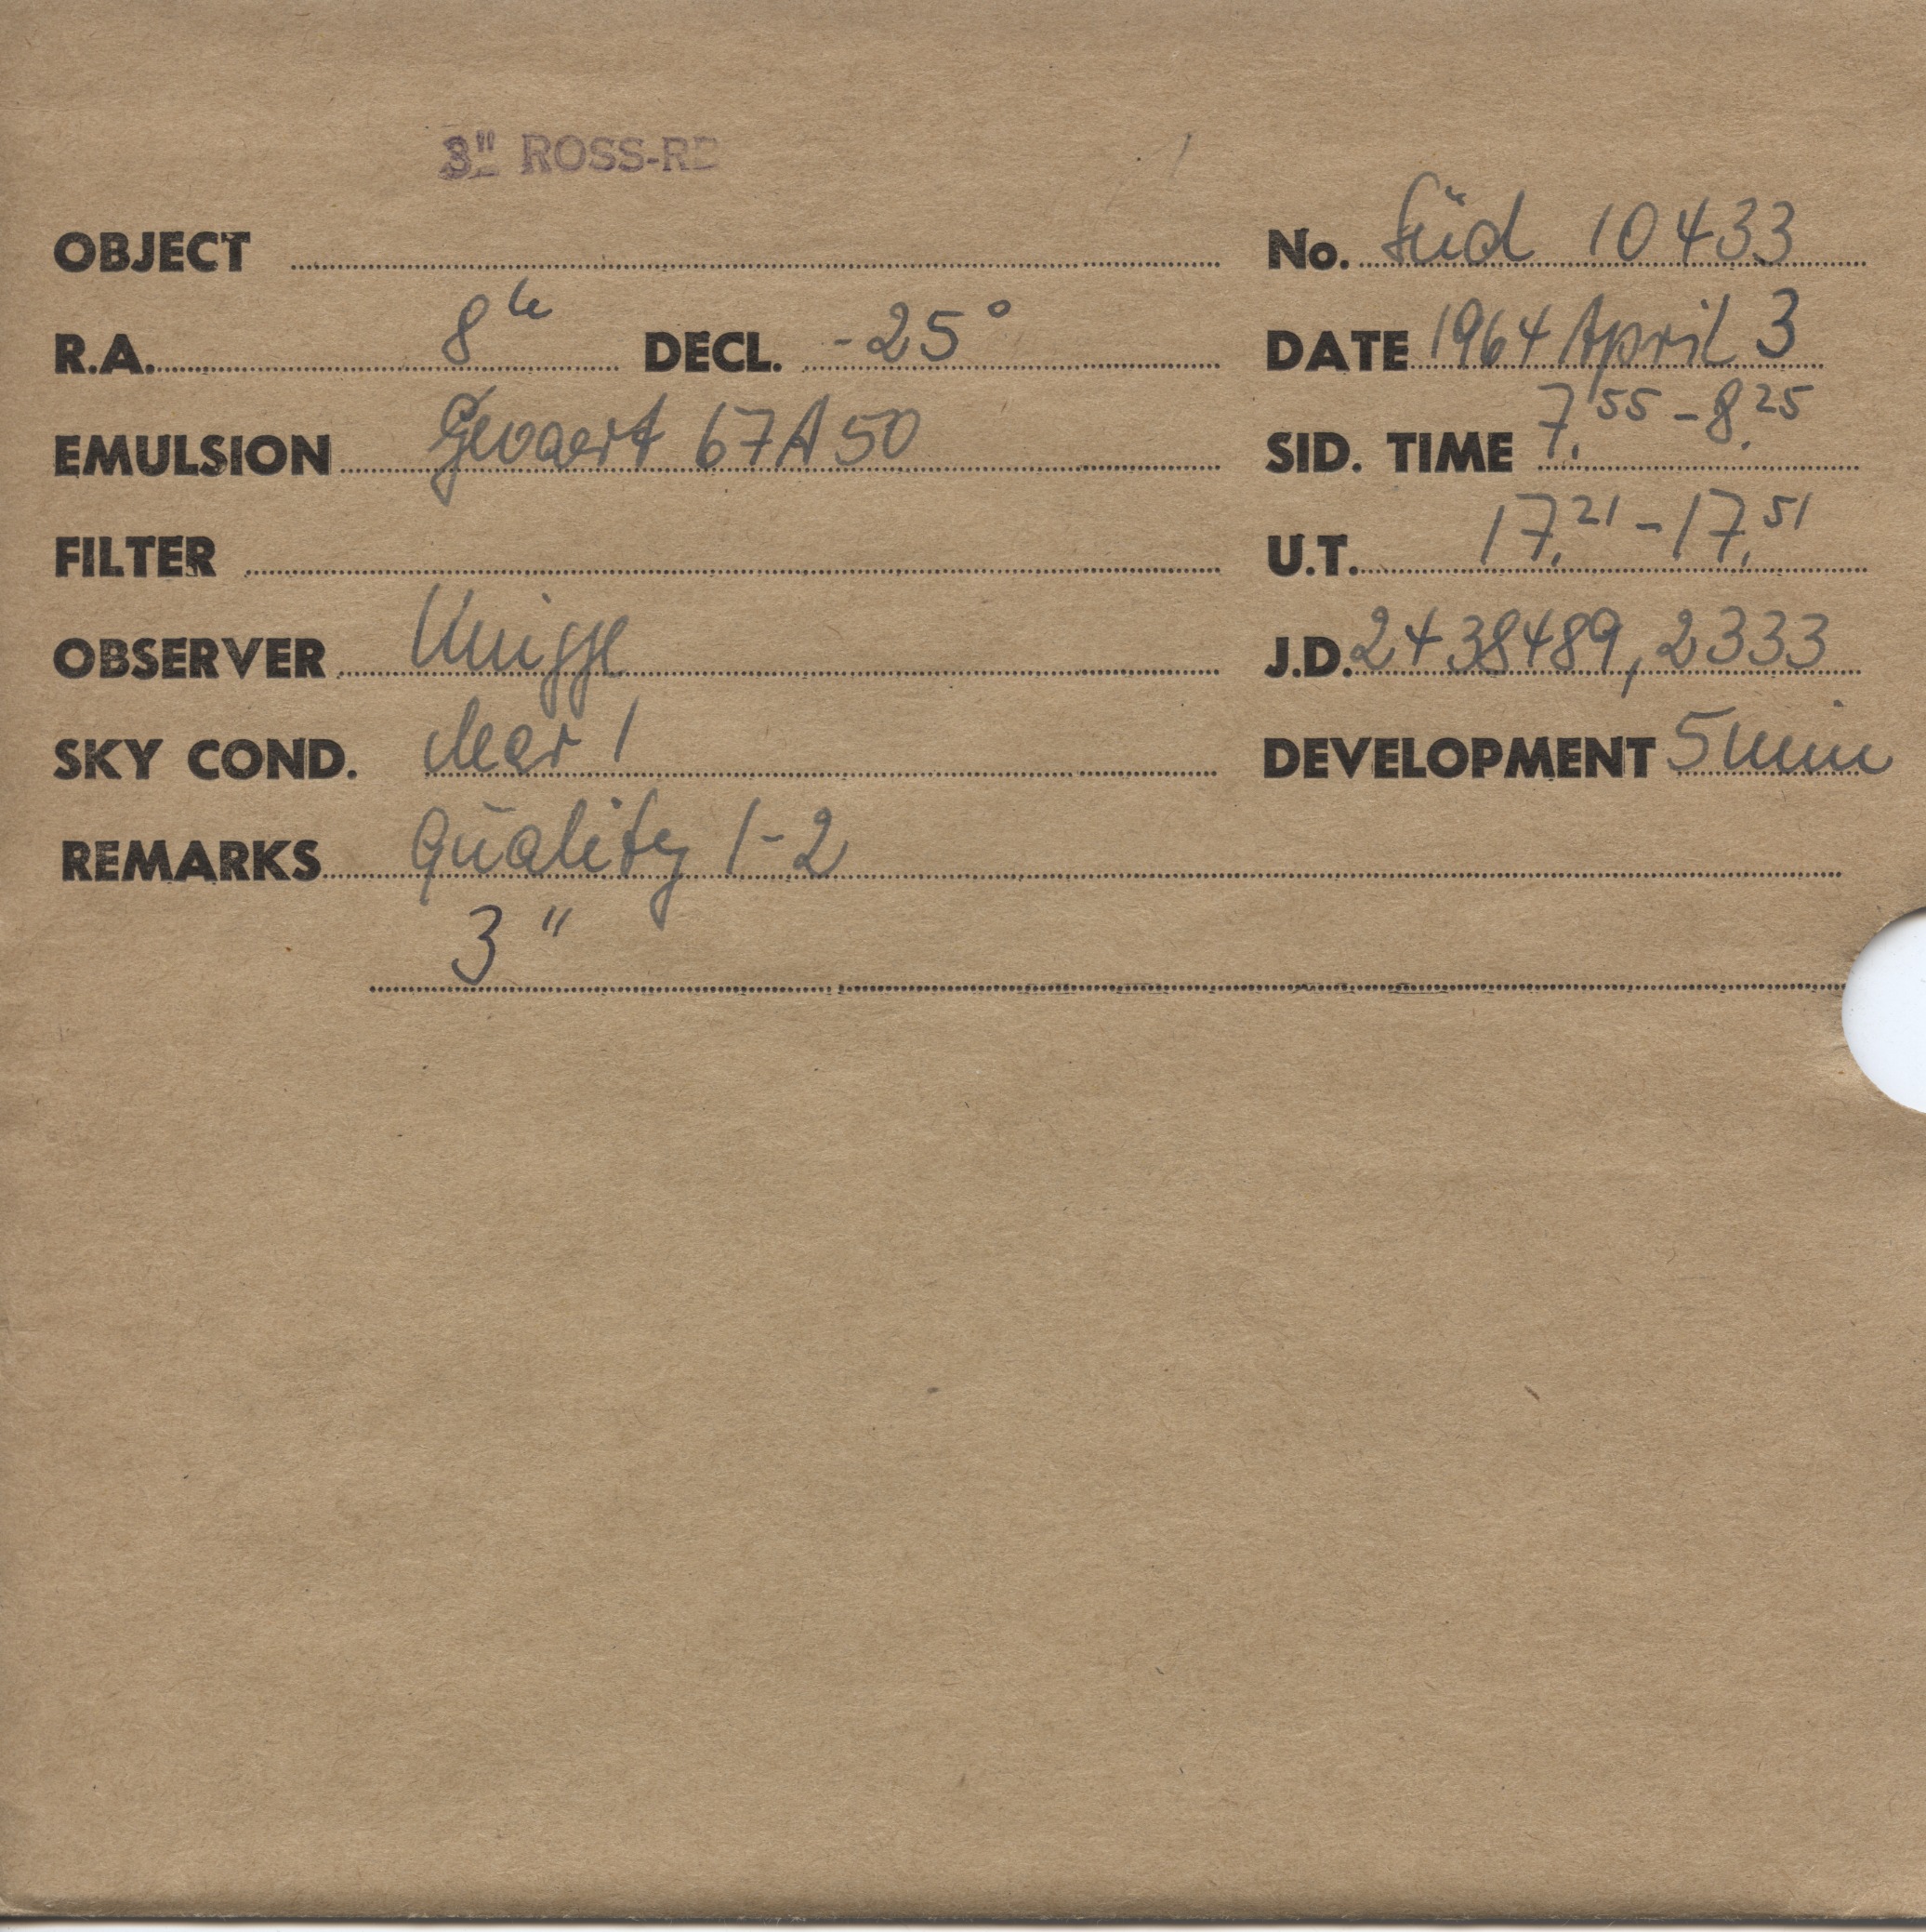 3" ROSS-RB
OBJECT No. Süd 10433
R.A. 8h DECL. -25° DATE 1964 April 3
EMULSION Gevaert 67A50 SID. TIME 7.55 - 8.25
FILTER U.T. 17.21 - 17.51
OBSERVER Knigge J.D. 2438489,2333
SKY COND. clear 1 DEVELOPMENT 5 min
REMARKS Quality 1-2
3"